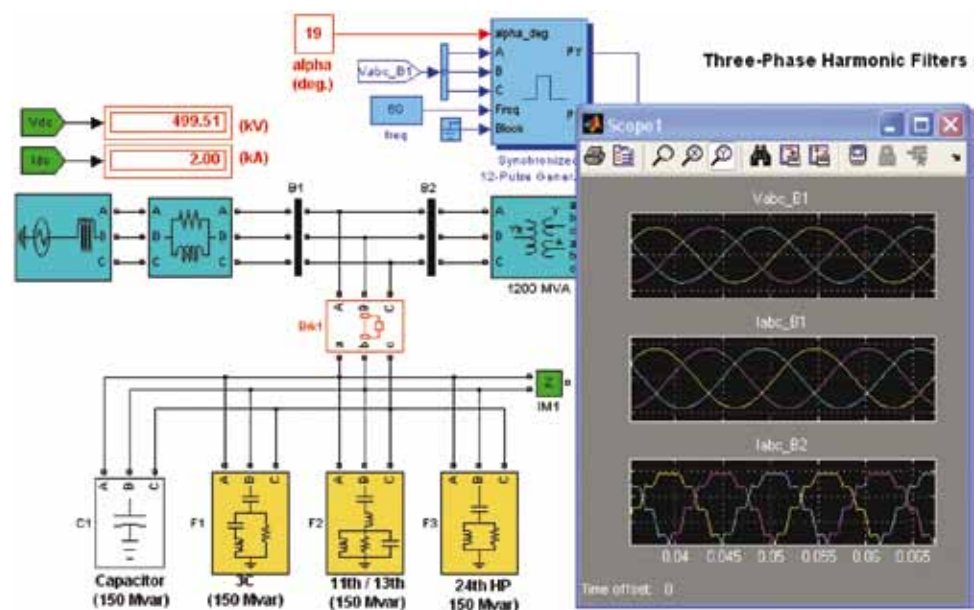 19
alpha
(deg.)
Vabc_B1
60
freq
alpha_deg
A
B
C
Freq
Block
PY
Synchronized
12-Pulse Gener
Three-Phase Harmonic Filters
Vdc
499.51
(kV)
Idc
2.00
(kA)
A
B
C
A
B
C
A
B
C
B1
B2
A
B
C
Y
1200 MVA
Brk1
A
B
C
a
b
c
Z
IM1
A
B
C
C1
Capacitor
(150 Mvar)
A
B
C
F1
3C
(150 Mvar)
A
B
C
F2
11th / 13th
(150 Mvar)
A
B
C
F3
24th HP
150 Mvar)
Scope1
Vabc_B1
Iabc_B1
Iabc_B2
0.04
0.045
0.05
0.055
0.06
0.065
Time offset: 0